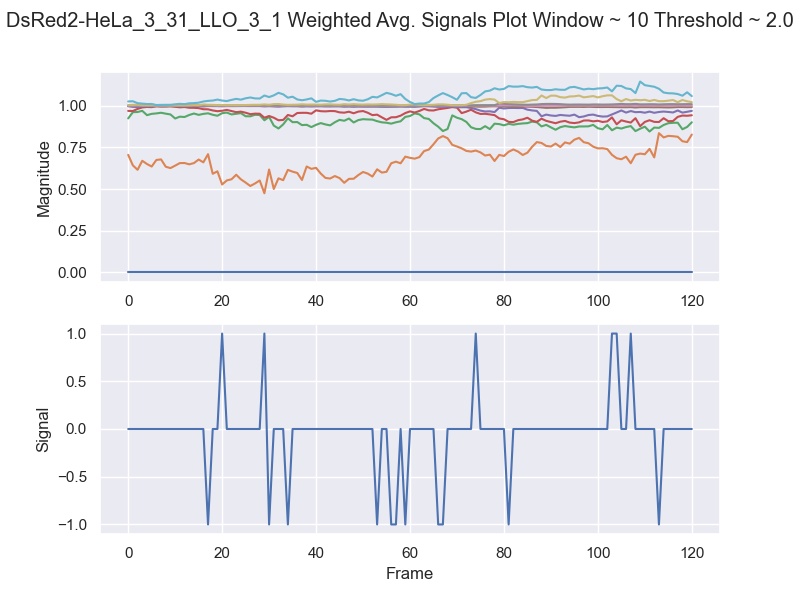 DsRed2-HeLa_3_31_LLO_3_1 Weighted Avg. Signals Plot Window ~ 10 Threshold ~ 2.0
1.00
0.75
0.50
0.25
0.00
Magnitude
0 20 40 60 80 100 120
1.0
0.5
0.0
−0.5
−1.0
Signal
0 20 40 60 80 100 120
Frame